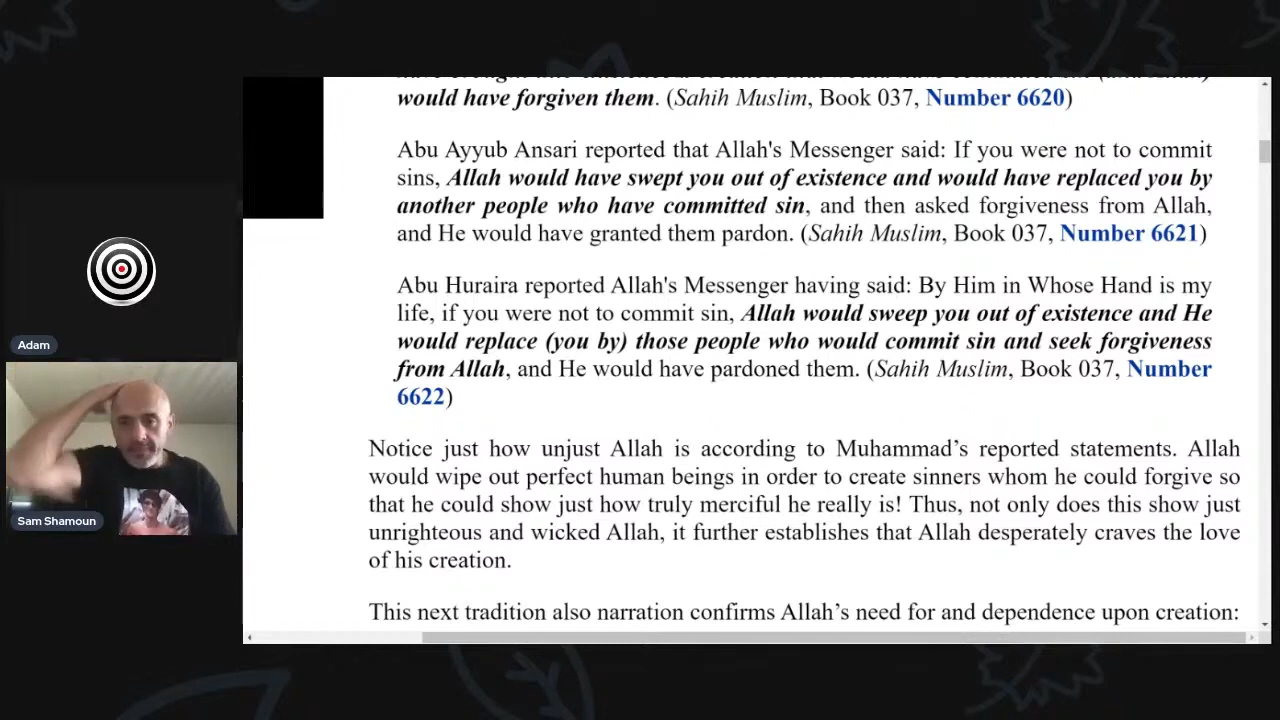 would have forgiven them. (Sahih Muslim, Book 037, Number 6620)
Abu Ayyub Ansari reported that Allah's Messenger said: If you were not to commit
sins, Allah would have swept you out of existence and would have replaced you by
another people who have committed sin, and then asked forgiveness from Allah,
and He would have granted them pardon. (Sahih Muslim, Book 037, Number 6621)
Abu Huraira reported Allah's Messenger having said: By Him in Whose Hand is my
life, if you were not to commit sin, Allah would sweep you out of existence and He
would replace (you by) those people who would commit sin and seek forgiveness
from Allah, and He would have pardoned them. (Sahih Muslim, Book 037, Number
6622)
Notice just how unjust Allah is according to Muhammad’s reported statements. Allah
would wipe out perfect human beings in order to create sinners whom he could forgive so
that he could show just how truly merciful he really is! Thus, not only does this show just
unrighteous and wicked Allah, it further establishes that Allah desperately craves the love
of his creation.
This next tradition also narration confirms Allah’s need for and dependence upon creation:
Adam
Sam Shamoun